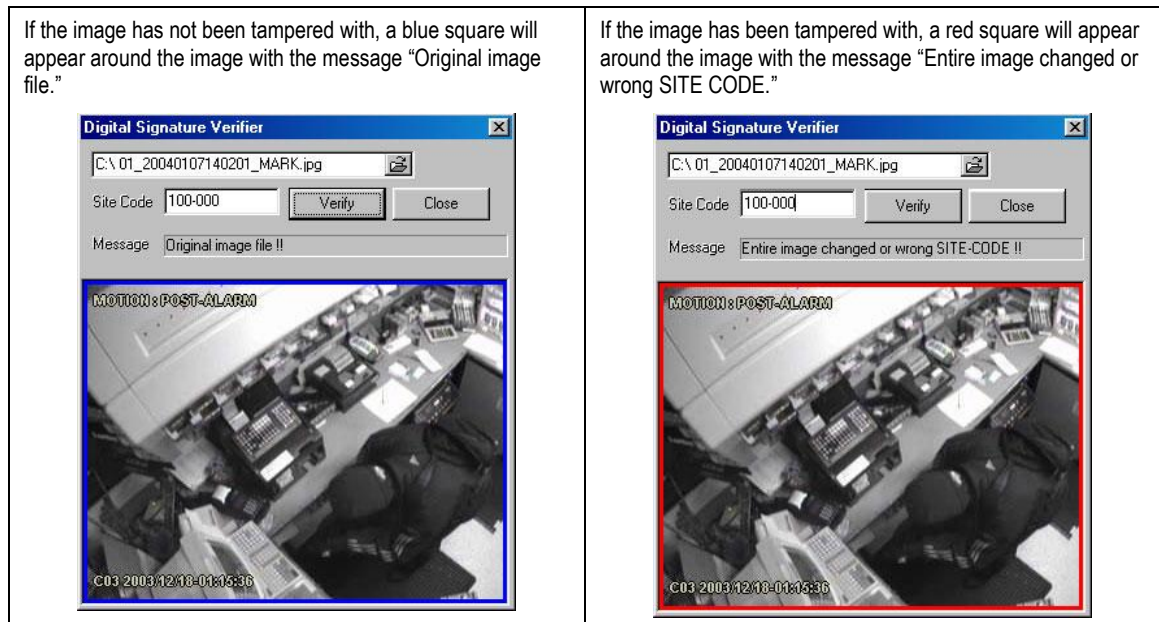 If the image has not been tampered with, a blue square will
appear around the image with the message “Original image
file.”
Digital Signature Verifier
C:\ 01_20040107140201_MARK.jpg
Site Code 100-000 Verify Close
Message Original image file !!
MOTION : POST-ALARM
C03 2003/12/18-01:15:36
If the image has been tampered with, a red square will appear
around the image with the message “Entire image changed or
wrong SITE CODE.”
Digital Signature Verifier
C:\ 01_20040107140201_MARK.jpg
Site Code 100-000 Verify Close
Message Entire image changed or wrong SITE-CODE !!
MOTION : POST-ALARM
C03 2003/12/18-01:15:36